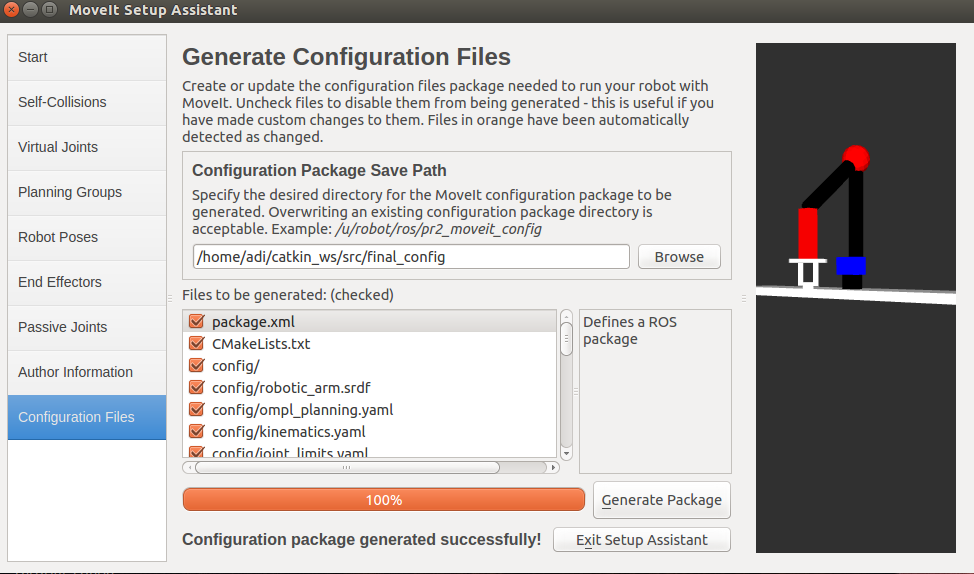 MoveIt Setup Assistant
Start
Self-Collisions
Virtual Joints
Planning Groups
Robot Poses
End Effectors
Passive Joints
Author Information
Configuration Files
Generate Configuration Files
Create or update the configuration files package needed to run your robot with
MoveIt. Uncheck files to disable them from being generated - this is useful if you
have made custom changes to them. Files in orange have been automatically
detected as changed.
Configuration Package Save Path
Specify the desired directory for the MoveIt configuration package to be
generated. Overwriting an existing configuration package directory is
acceptable. Example: /u/robot/ros/pr2_moveit_config
/home/adi/catkin_ws/src/final_config
Browse
Files to be generated: (checked)
package.xml
CMakeLists.txt
config/
config/robotic_arm.srdf
config/ompl_planning.yaml
config/kinematics.yaml
config/joint_limits.yaml
Defines a ROS
package
100%
Generate Package
Configuration package generated successfully!
Exit Setup Assistant